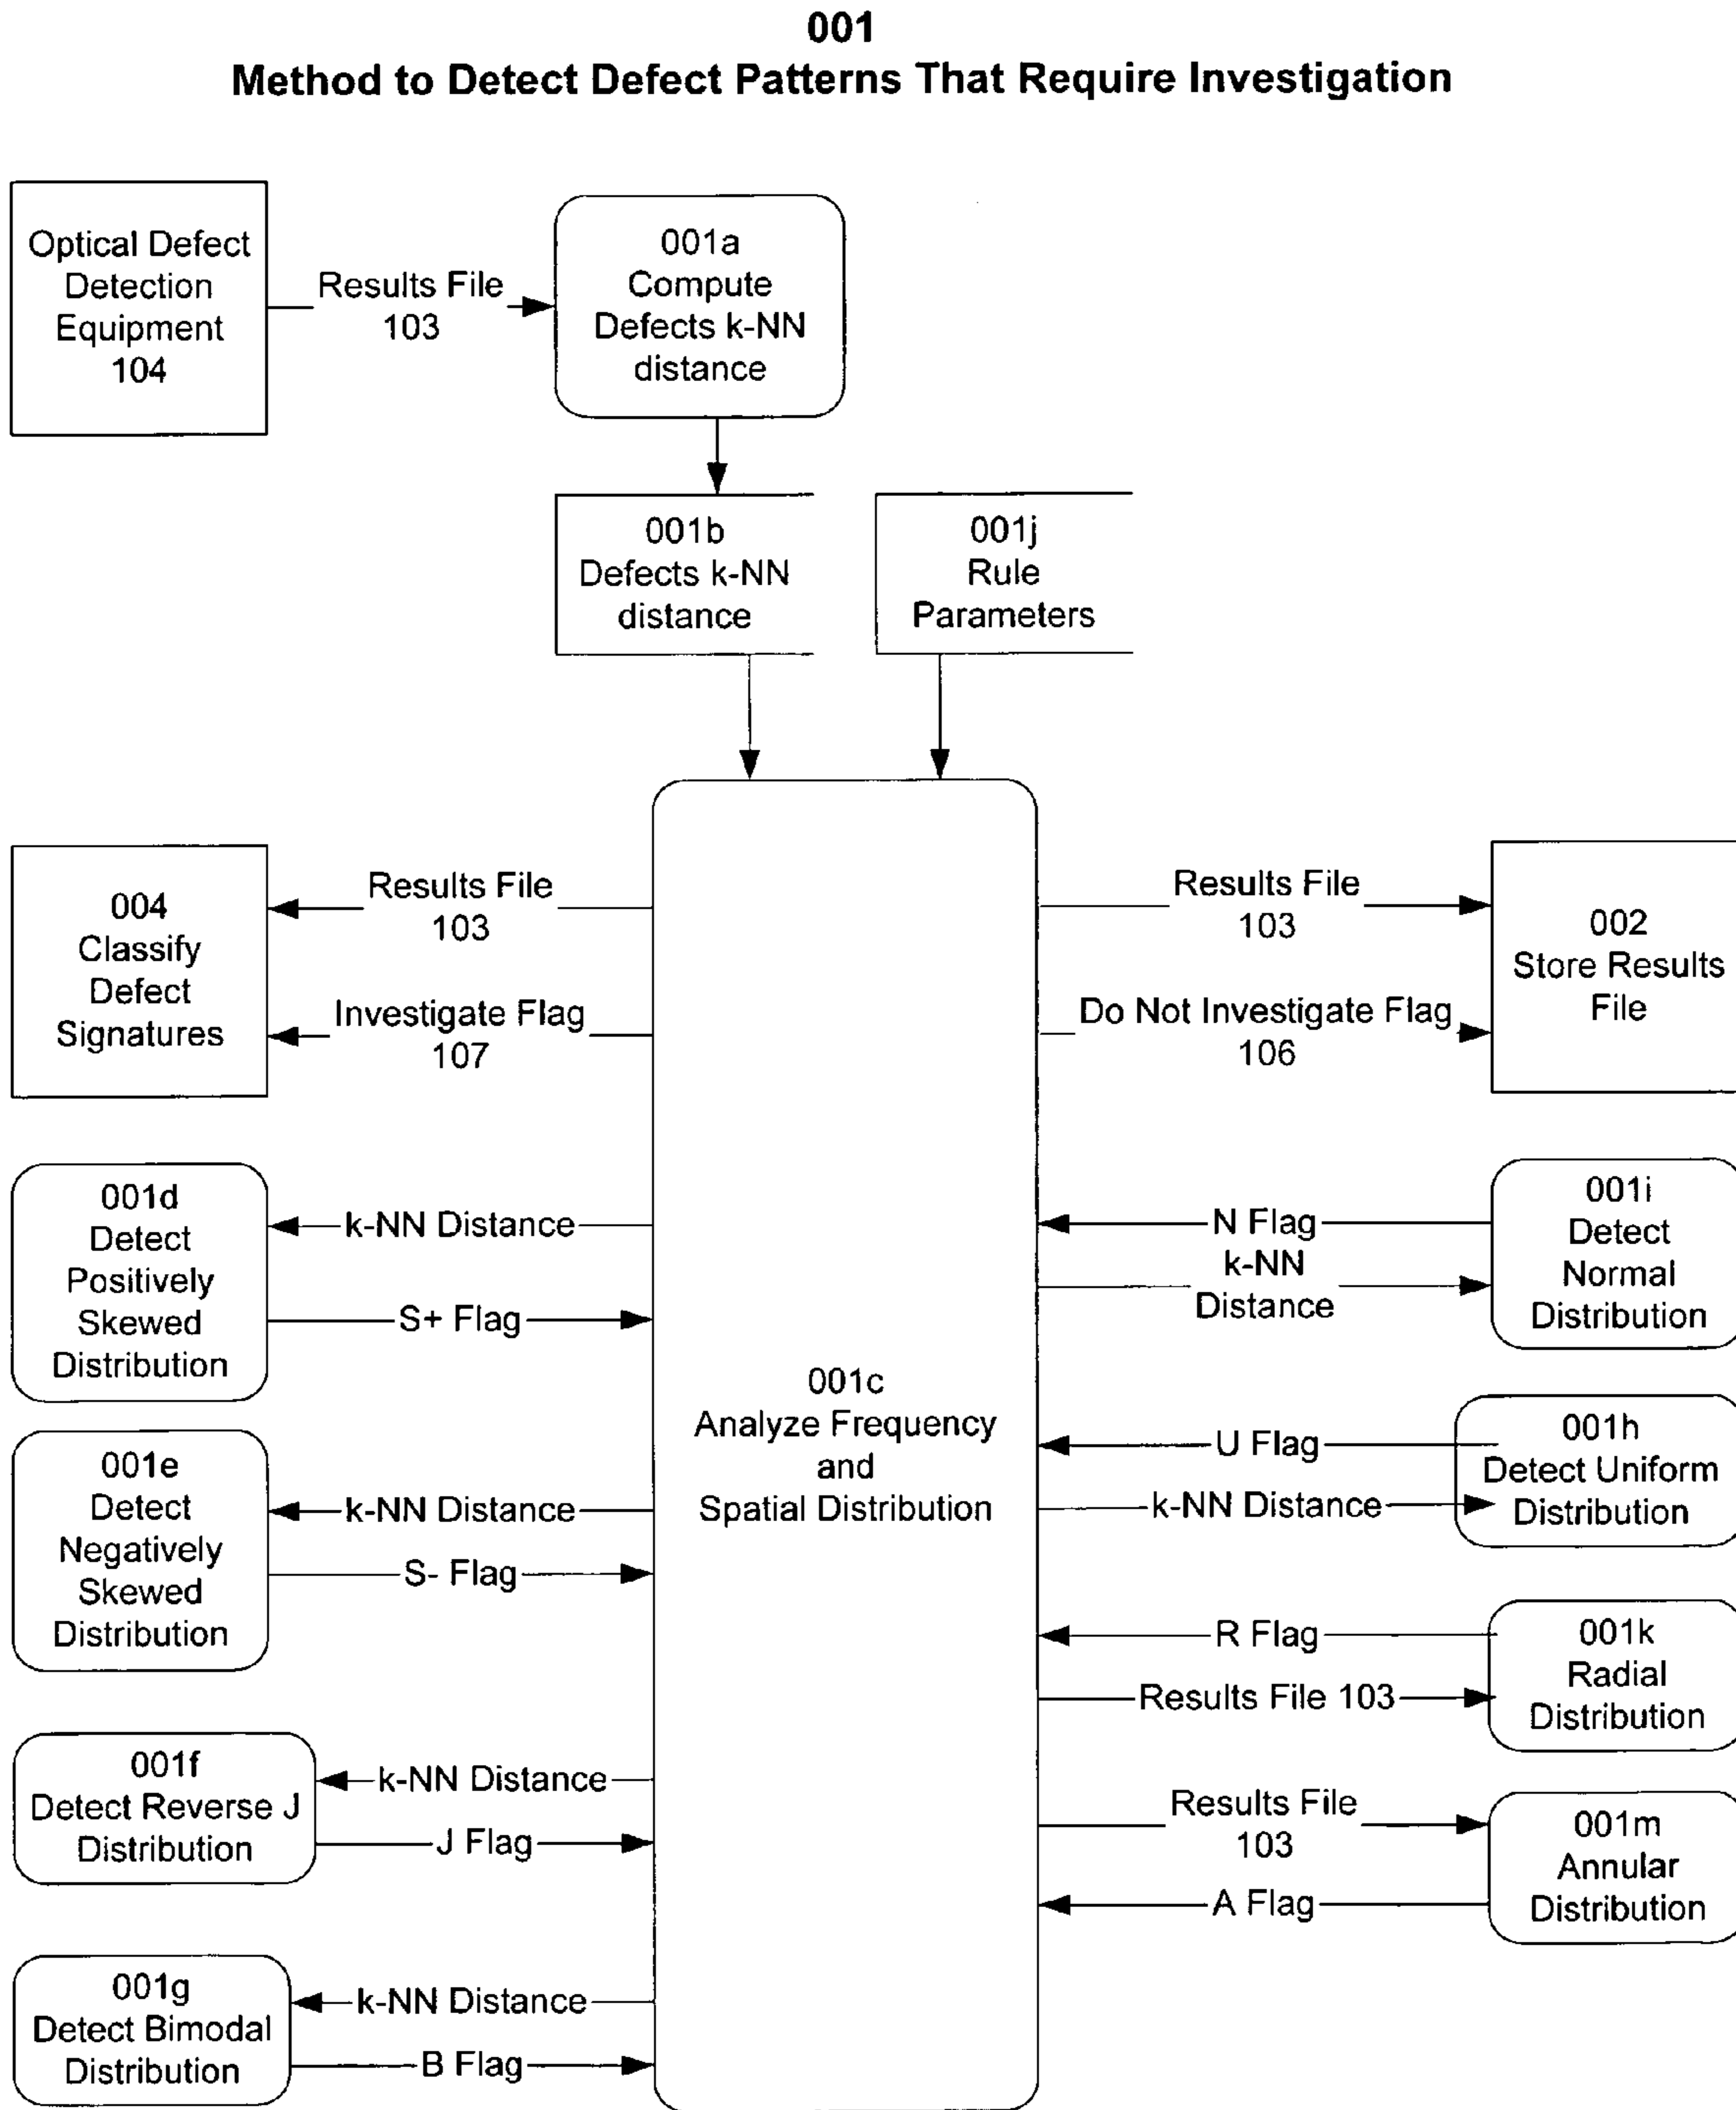 001
Method to Detect Defect Patterns That Require Investigation
Optical Defect
Detection
Equipment
104
Results File
103
001a
Compute
Defects k-NN
distance
001b
Defects k-NN
distance
001j
Rule
Parameters
004
Classify
Defect
Signatures
Results File
103
Investigate Flag
107
Results File
103
Do Not Investigate Flag
106
002
Store Results
File
001d
Detect
Positively
Skewed
Distribution
k-NN Distance
S+ Flag
001e
Detect
Negatively
Skewed
Distribution
k-NN Distance
S- Flag
001f
Detect Reverse J
Distribution
k-NN Distance
J Flag
001g
Detect Bimodal
Distribution
k-NN Distance
B Flag
001c
Analyze Frequency
and
Spatial Distribution
N Flag
k-NN
Distance
001i
Detect
Normal
Distribution
U Flag
k-NN Distance
001h
Detect Uniform
Distribution
R Flag
Results File 103
001k
Radial
Distribution
Results File
103
A Flag
001m
Annular
Distribution